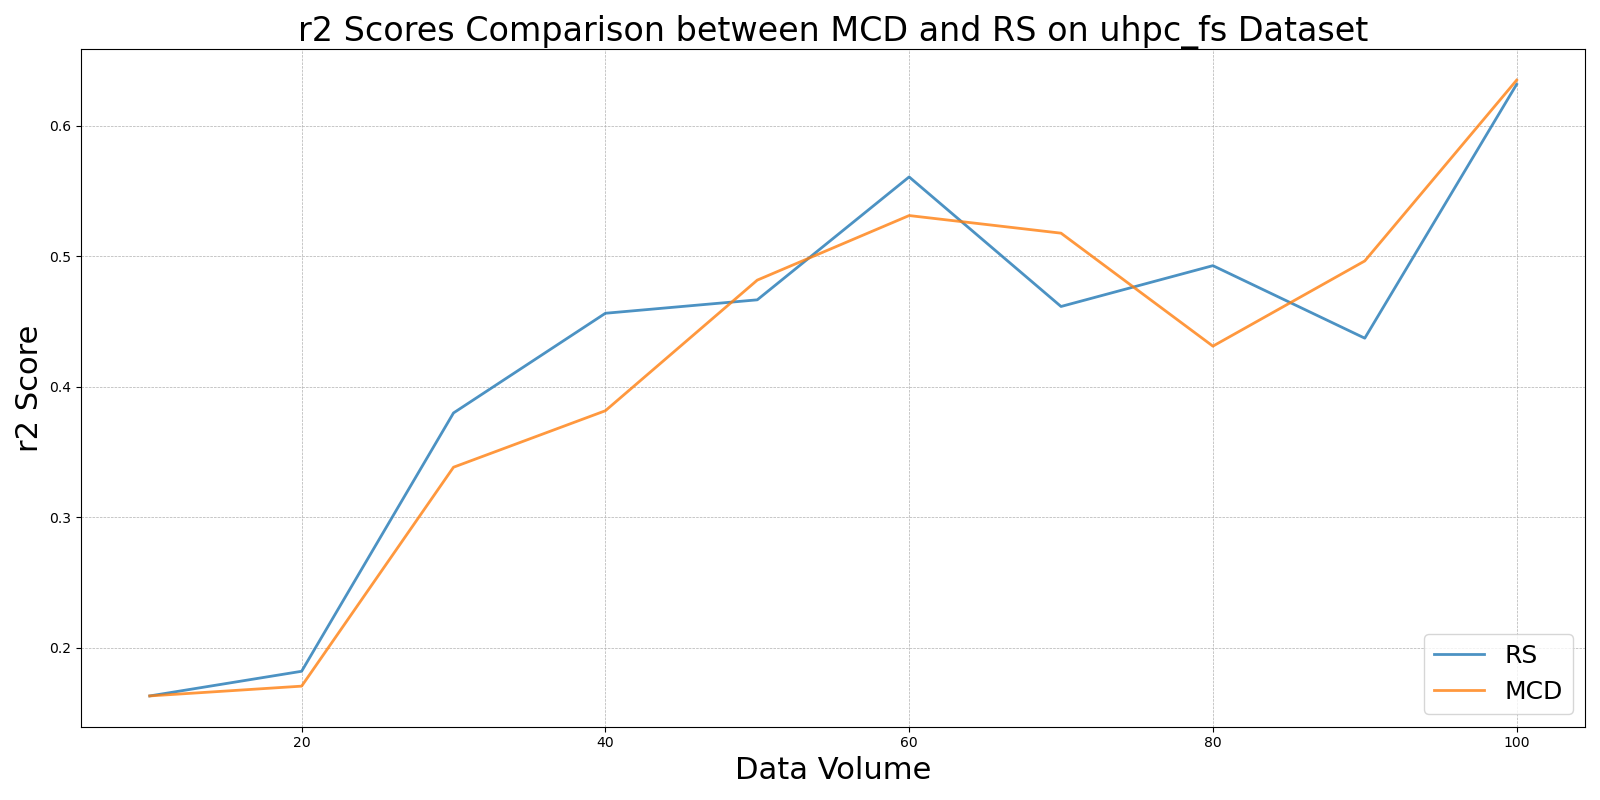 r2 Scores Comparison between MCD and RS on uhpc_fs Dataset
r2 Score
0.6
0.5
0.4
0.3
0.2
20 40 60 80 100
Data Volume
RS
MCD